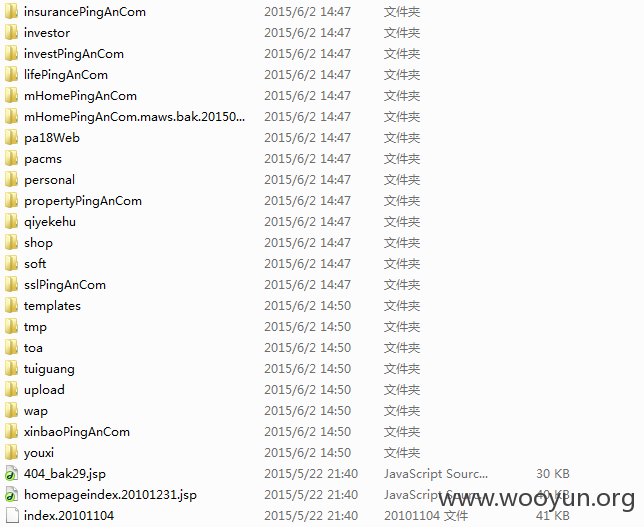 insurancePingAnCom 2015/6/2 14:47 文件夹
investor 2015/6/2 14:47 文件夹
investPingAnCom 2015/6/2 14:47 文件夹
lifePingAnCom 2015/6/2 14:47 文件夹
mHomePingAnCom 2015/6/2 14:47 文件夹
mHomePingAnCom.maws.bak.20150... 2015/6/2 14:47 文件夹
pa18Web 2015/6/2 14:47 文件夹
pacms 2015/6/2 14:47 文件夹
personal 2015/6/2 14:47 文件夹
propertyPingAnCom 2015/6/2 14:47 文件夹
qiyekehu 2015/6/2 14:47 文件夹
shop 2015/6/2 14:47 文件夹
soft 2015/6/2 14:47 文件夹
sslPingAnCom 2015/6/2 14:47 文件夹
templates 2015/6/2 14:50 文件夹
tmp 2015/6/2 14:50 文件夹
toa 2015/6/2 14:50 文件夹
tuiguang 2015/6/2 14:50 文件夹
upload 2015/6/2 14:50 文件夹
wap 2015/6/2 14:50 文件夹
xinbaoPingAnCom 2015/6/2 14:50 文件夹
youxi 2015/6/2 14:50 文件夹
404_bak29.jsp 2015/5/22 21:40 JavaScript Sourc... 30 KB
homepageindex.20101231.jsp 2015/5/22 21:40 JavaScript Sourc... 40 KB
www.wooyun.org
index.20101104 2015/5/22 21:40 20101104 文件 41 KB